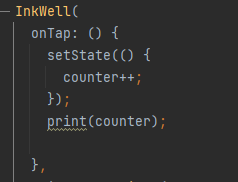 InkWell(
onTap: () {
setState(() {
counter++;
});
print(counter);
},